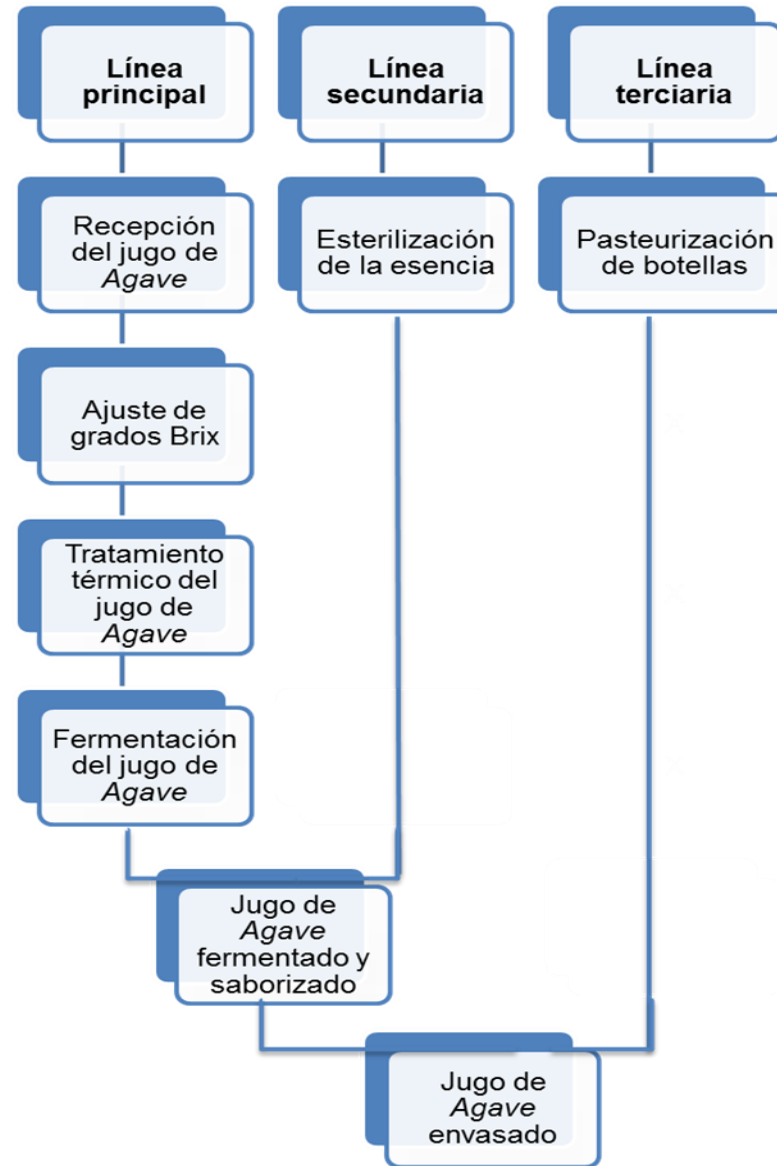 Línea
principal
Línea
secundaria
Línea
terciaria
Recepción
del jugo de
Agave
Esterilización
de la esencia
Pasteurización
de botellas
Ajuste de
grados Brix
Tratamiento
térmico del
jugo de
Agave
Fermentación
del jugo de
Agave
Jugo de
Agave
fermentado y
saborizado
Jugo de
Agave
envasado